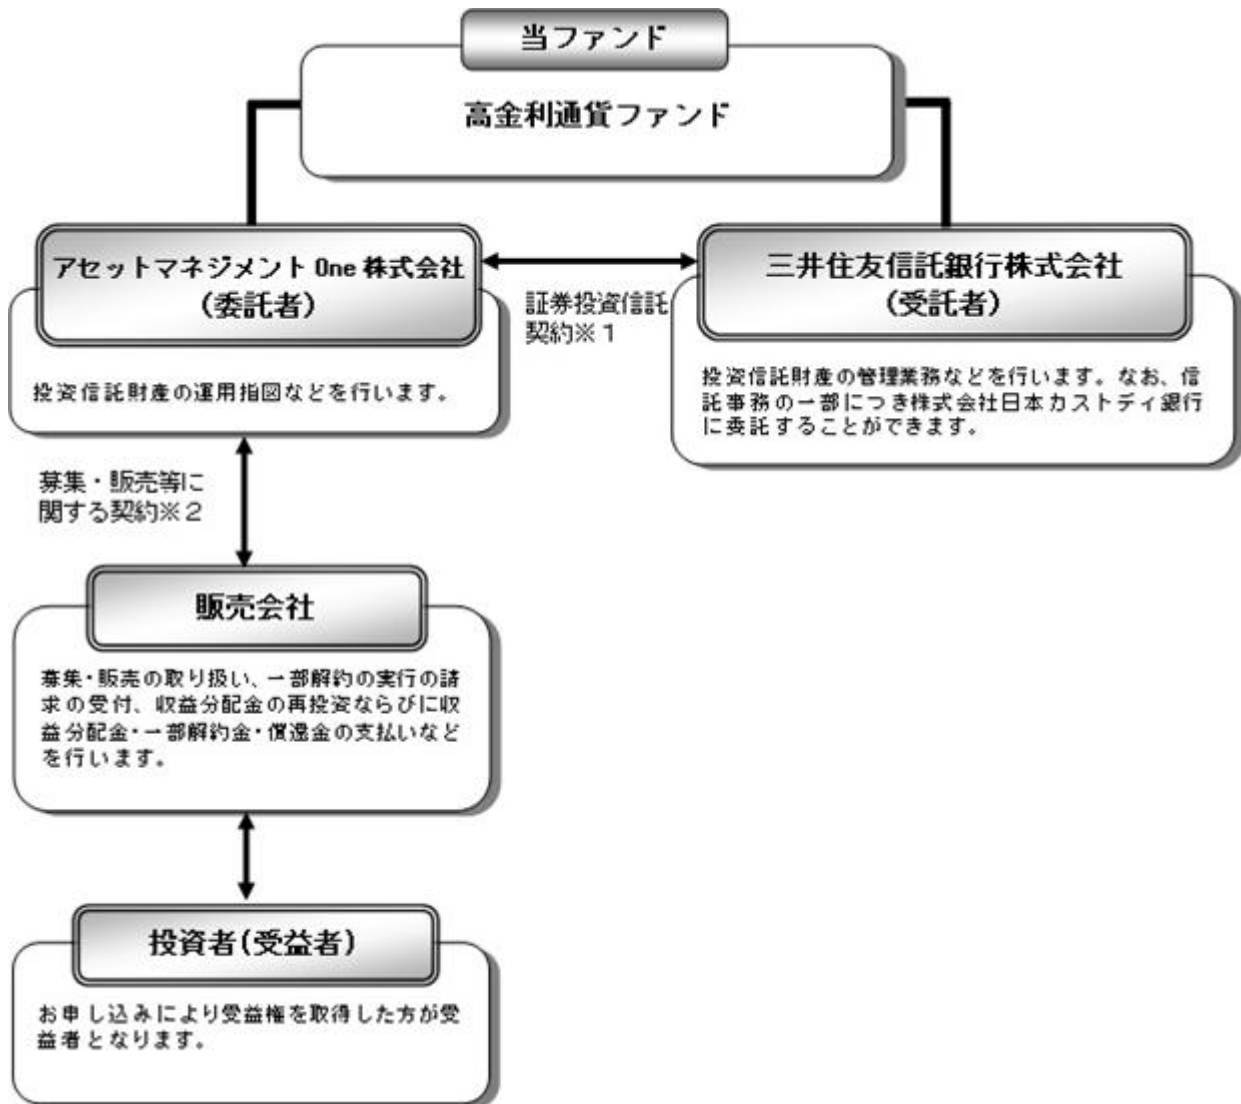 当ファンド
高金利通貨ファンド
アセットマネジメント One 株式会社
(委託者)
投資信託財産の運用指図などを行います。
証券投資信託
契約※１
三井住友信託銀行株式会社
(受託者)
投資信託財産の管理業務などを行います。なお、信
託事務の一部につき株式会社日本カストディ銀行
に委託することができます。
募集・販売等に
関する契約※２
販売会社
募集・販売の取り扱い、一部解約の実行の請
求の受付、収益分配金の再投資ならびに収
益分配金・一部解約金・償還金の支払いなど
を行います。
投資者(受益者)
お申し込みにより受益権を取得した方が受
益者となります。